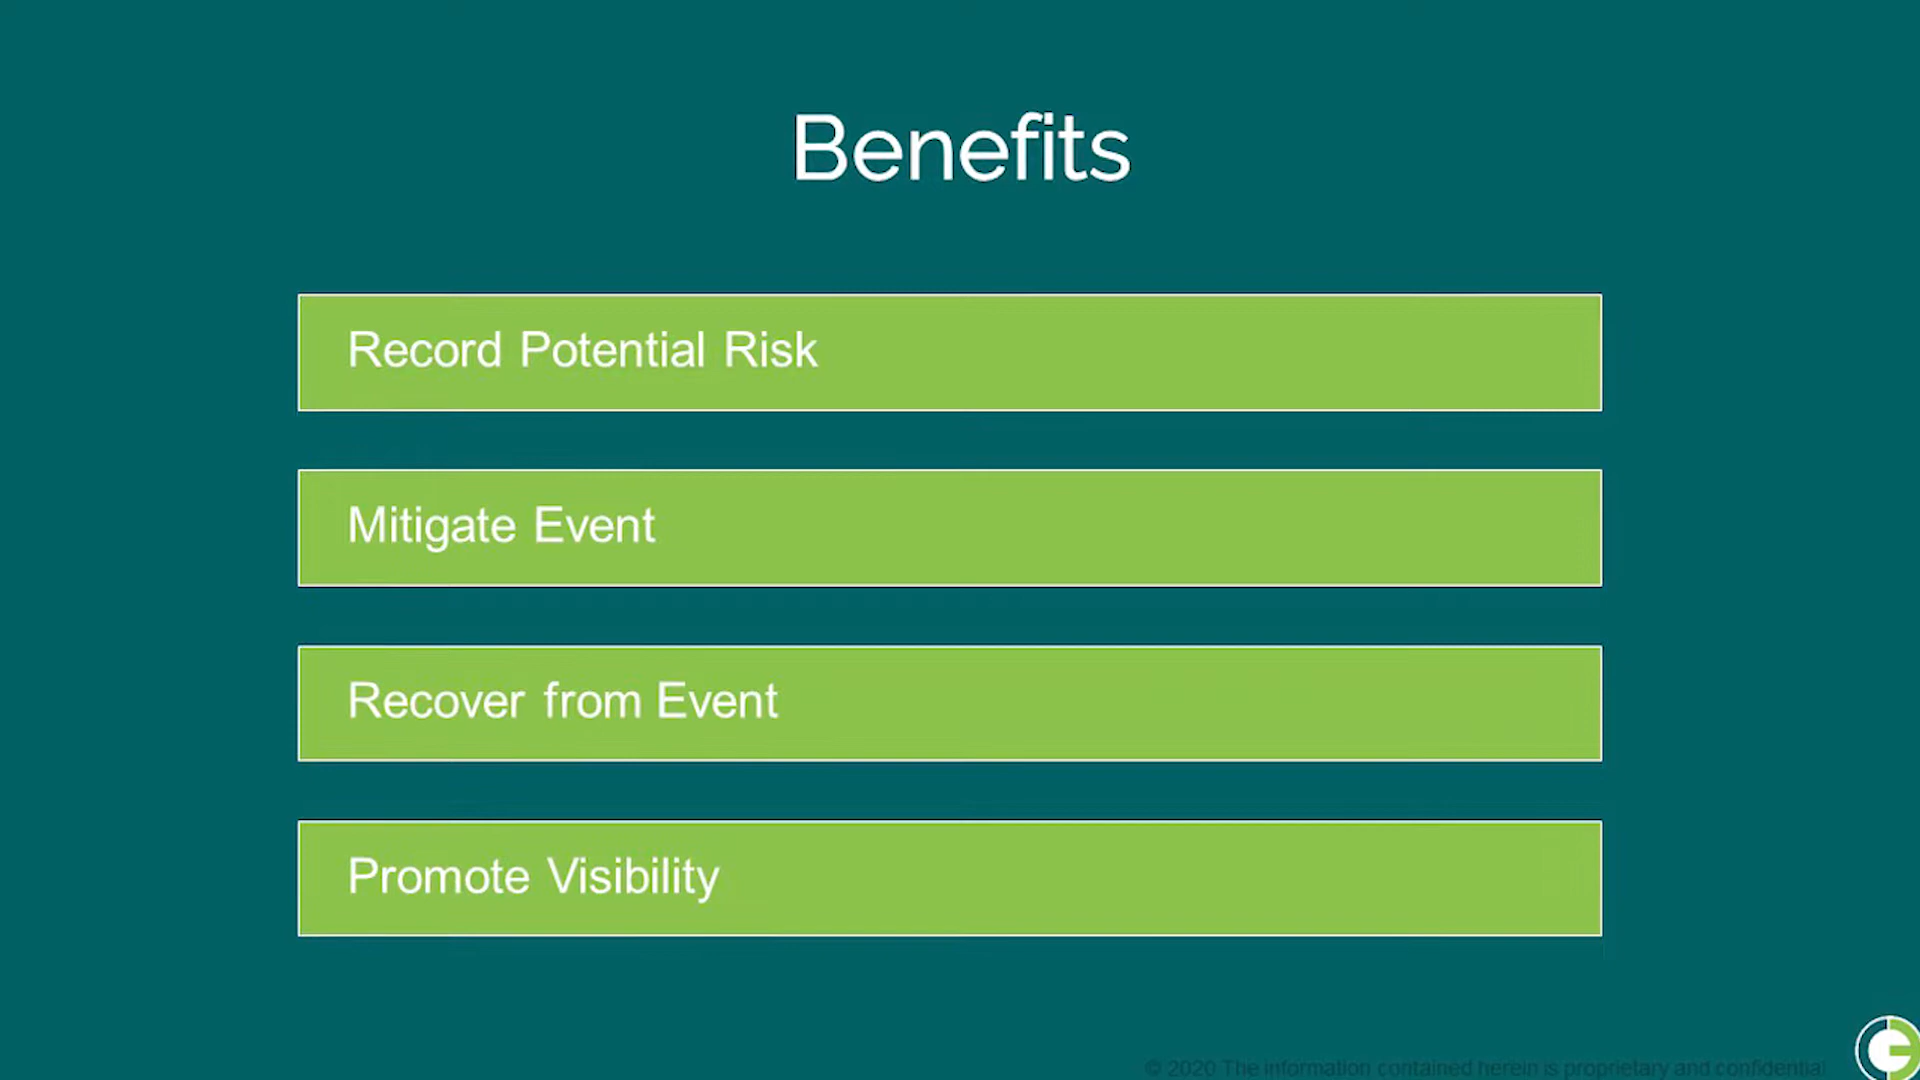 Benefits
Record Potential Risk
Mitigate Event
Recover from Event
Promote Visibility
© 2020 The information contained herein is proprietary and confidential